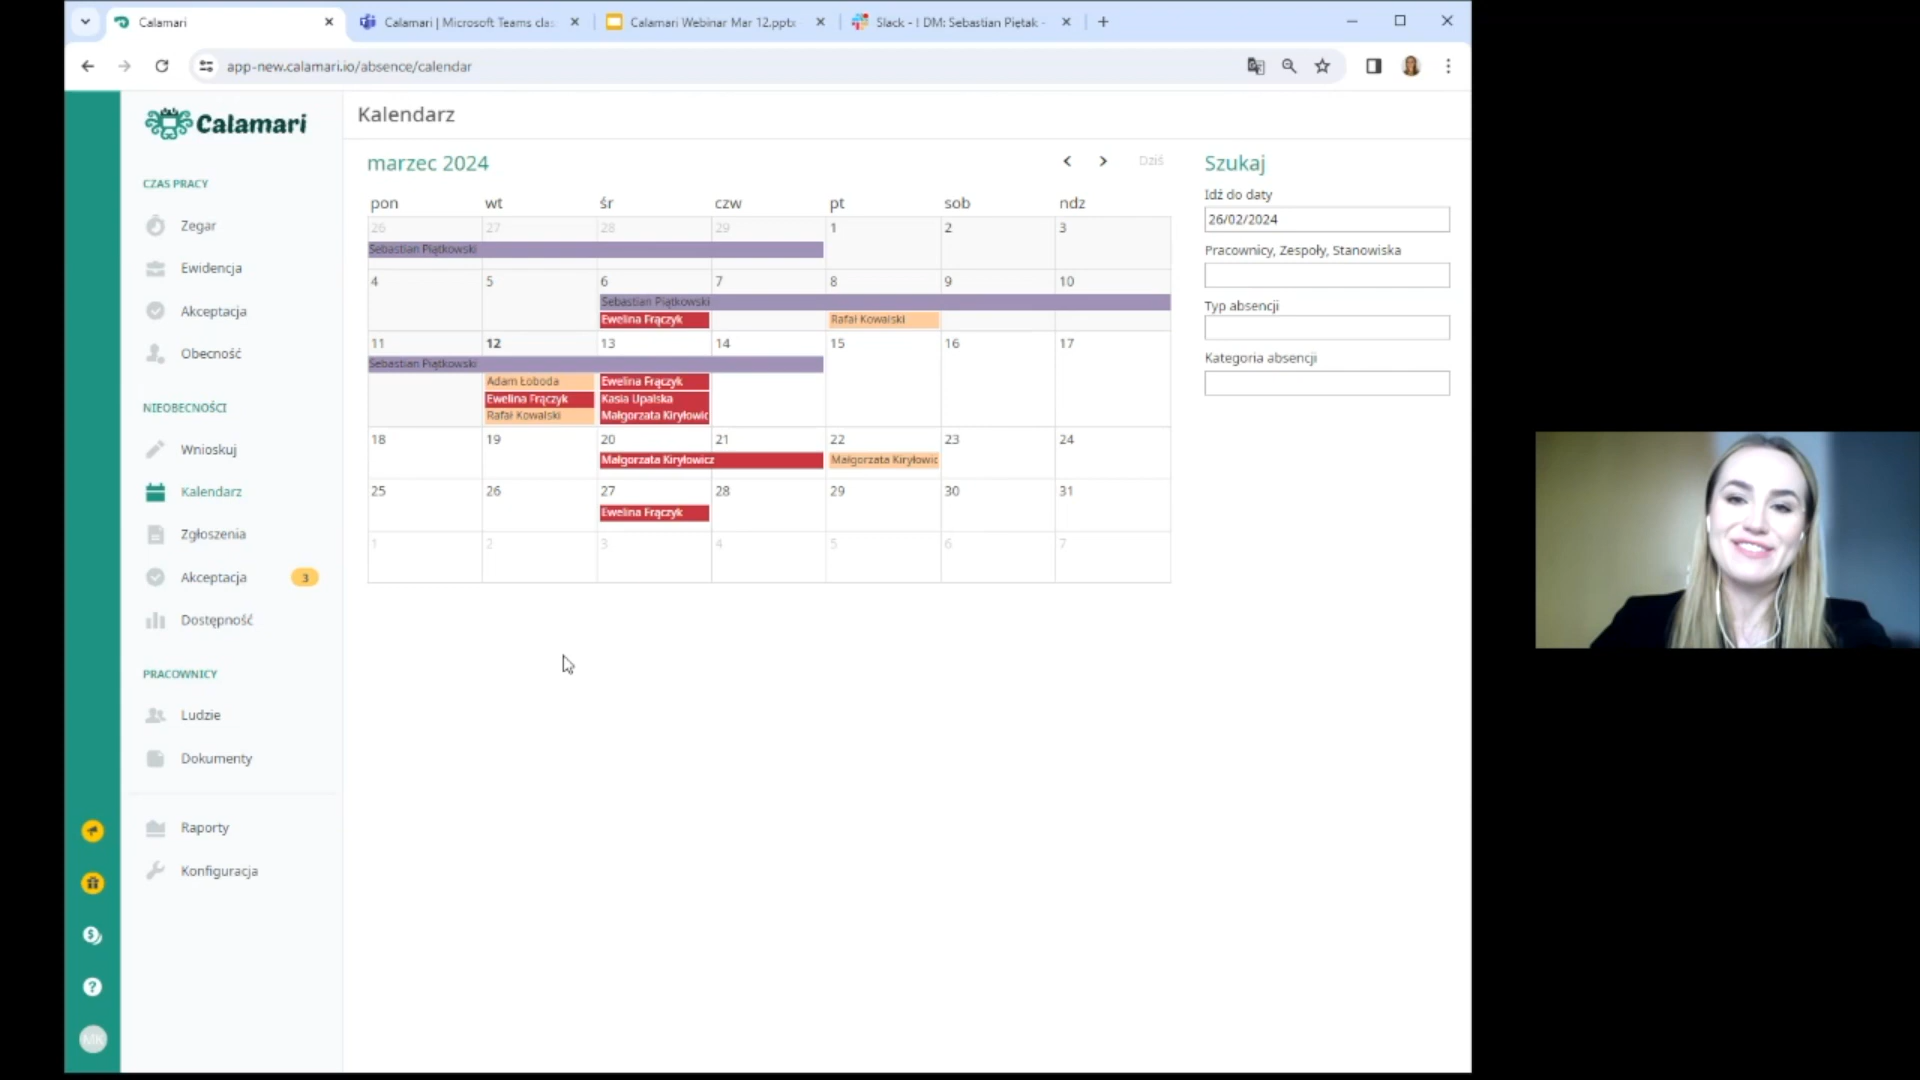 Calamari
Calamari | Microsoft Teams clas
Calamari Webinar Mar 12.pptx
Slack - ! DM: Sebastian Piętak -
app-new.calamari.io/absence/calendar
Calamari
CZAS PRACY
Zegar
Ewidencja
Akceptacja
Obecność
NIEOBECNOŚCI
Wnioskuj
Kalendarz
Zgłoszenia
Akceptacja 3
Dostępność
PRACOWNICY
Ludzie
Dokumenty
Raporty
Konfiguracja
MK
Kalendarz
marzec 2024
Dziś
pon wt śr czw pt sob ndz
26 27 28 29 1 2 3
Sebastian Piątkowski
4 5 6 7 8 9 10
Sebastian Piątkowski
Ewelina Frączyk Rafał Kowalski
11 12 13 14 15 16 17
Sebastian Piątkowski
Adam Łoboda Ewelina Frączyk
Ewelina Frączyk Kasia Upalska
Rafał Kowalski Małgorzata Kiryłowic
18 19 20 21 22 23 24
Małgorzata Kiryłowicz Małgorzata Kiryłowic
25 26 27 28 29 30 31
Ewelina Frączyk
1 2 3 4 5 6 7
Szukaj
Idź do daty
26/02/2024
Pracownicy, Zespoły, Stanowiska
Typ absencji
Kategoria absencji